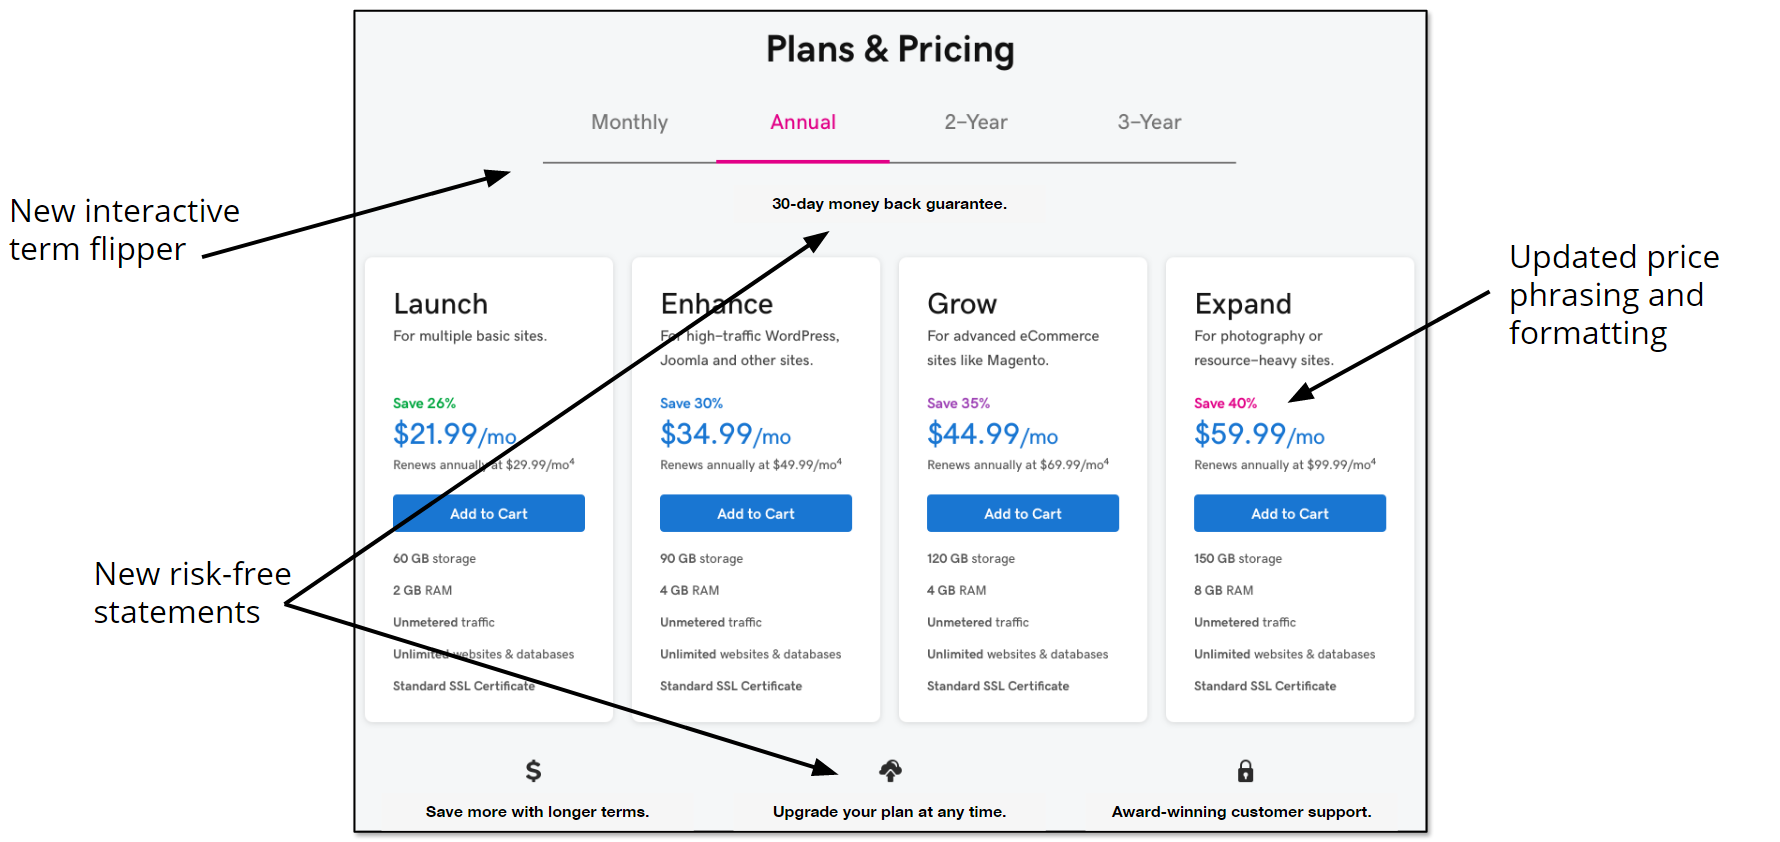 Plans & Pricing
Monthly
Annual
2-Year
3-Year
New interactive
term flipper
30-day money back guarantee.
Updated price
phrasing and
formatting
Launch
For multiple basic sites.
Save 26%
$21.99/mo
Renews annually at $29.99/mo⁴
Add to Cart
60 GB storage
2 GB RAM
Unmetered traffic
Unlimited websites & databases
Standard SSL Certificate
Enhance
For high-traffic WordPress,
Joomla and other sites.
Save 30%
$34.99/mo
Renews annually at $49.99/mo⁴
Add to Cart
90 GB storage
4 GB RAM
Unmetered traffic
Unlimited websites & databases
Standard SSL Certificate
Grow
For advanced eCommerce
sites like Magento.
Save 35%
$44.99/mo
Renews annually at $69.99/mo⁴
Add to Cart
120 GB storage
4 GB RAM
Unmetered traffic
Unlimited websites & databases
Standard SSL Certificate
Expand
For photography or
resource-heavy sites.
Save 40%
$59.99/mo
Renews annually at $99.99/mo⁴
Add to Cart
150 GB storage
8 GB RAM
Unmetered traffic
Unlimited websites & databases
Standard SSL Certificate
New risk-free
statements
$
Save more with longer terms.
Upgrade your plan at any time.
Award-winning customer support.